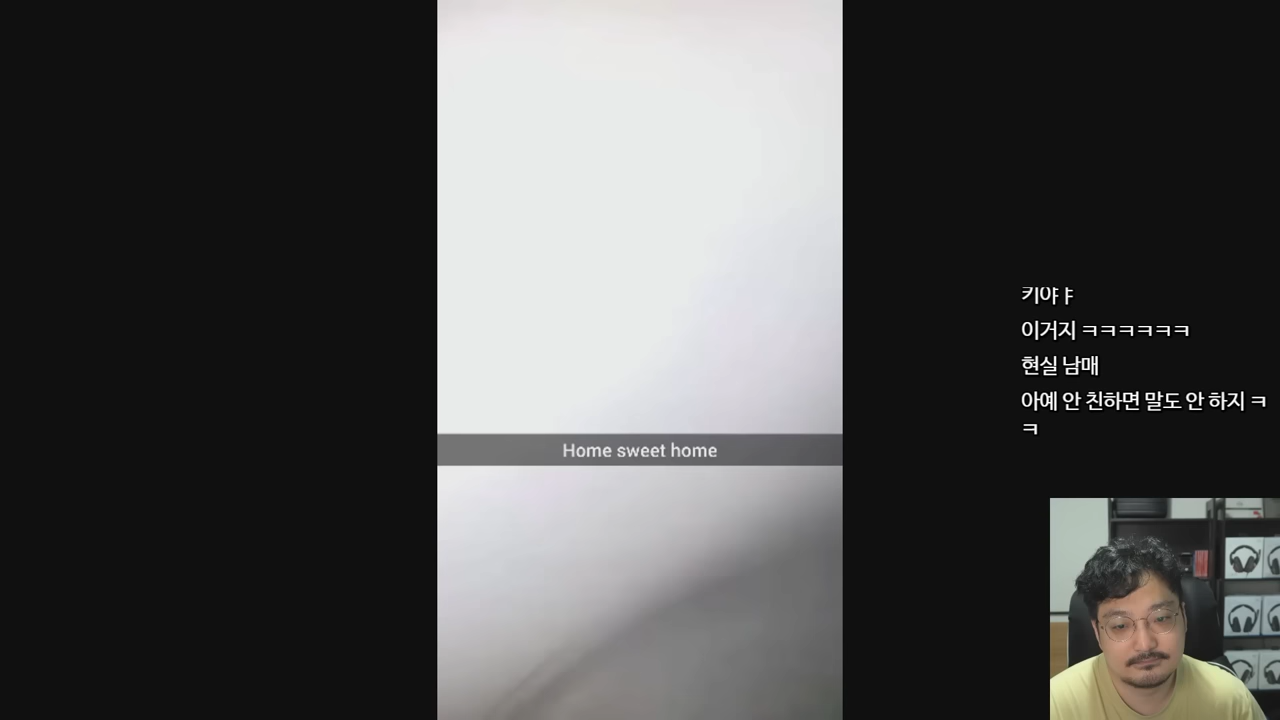 Home sweet home
키야ㅑ
이거지 ㅋㅋㅋㅋㅋㅋ
현실 남매
아예 안 친하면 말도 안 하지 ㅋ
ㅋ